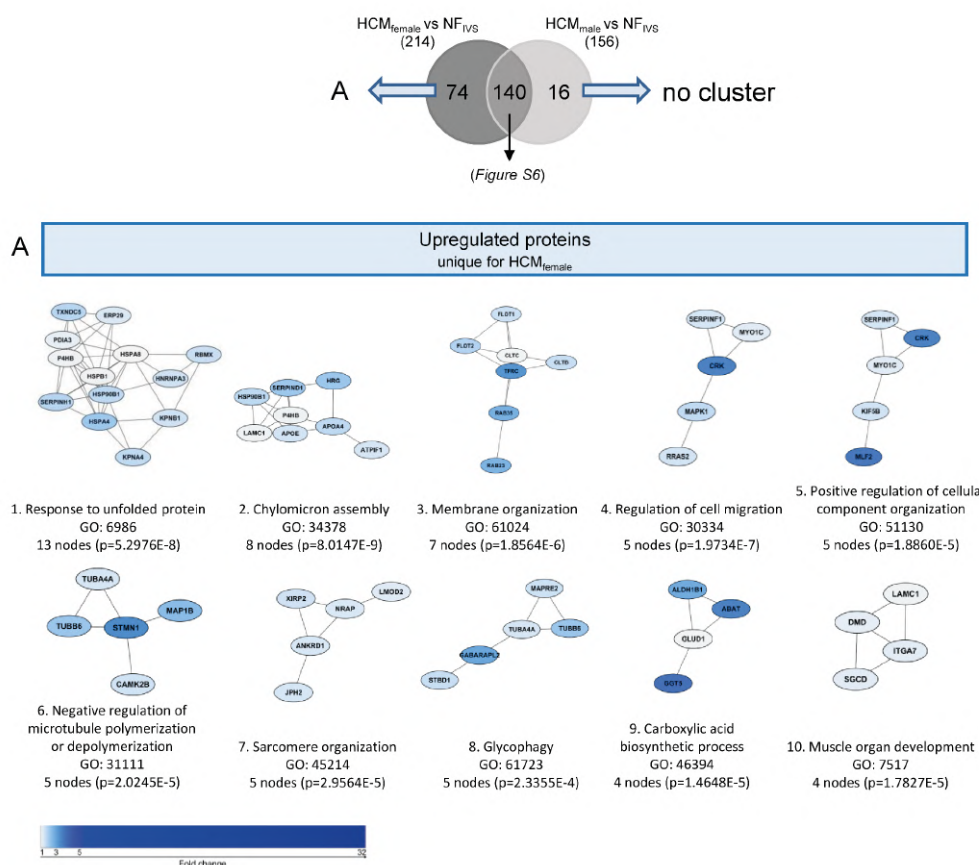 HCMfemale vs NFIVS
(214)
HCMmale vs NFIVS
(156)
A
74
140
16
no cluster
(Figure S6)
A
Upregulated proteins
unique for HCMfemale
TXNDC5
ERP29
PDIA3
P4HB
HSPA8
RBMX
HSPB1
HNRNPA3
SERPINH1
HSP90B1
HSPA4
KPNB1
KPNA4
1. Response to unfolded protein
GO: 6986
13 nodes (p=5.2976E-8)
HSP90B1
SERPIND1
HRG
P4HB
LAMC1
APOE
APOA4
ATPIF1
2. Chylomicron assembly
GO: 34378
8 nodes (p=8.0147E-9)
FLOT1
FLOT2
CLTC
CLTB
TFRC
RAB35
RAB23
3. Membrane organization
GO: 61024
7 nodes (p=1.8564E-6)
SERPINF1
MYO1C
CRK
MAPK1
RRAS2
4. Regulation of cell migration
GO: 30334
5 nodes (p=1.9734E-7)
SERPINF1
CRK
MYO1C
KIF5B
MLF2
5. Positive regulation of cellular
component organization
GO: 51130
5 nodes (p=1.8860E-5)
TUBA4A
TUBB6
STMN1
MAP1B
CAMK2B
6. Negative regulation of
microtubule polymerization
or depolymerization
GO: 31111
5 nodes (p=2.0245E-5)
XIRP2
NRAP
LMOD2
ANKRD1
JPH2
7. Sarcomere organization
GO: 45214
5 nodes (p=2.9564E-5)
MAPRE2
TUBA4A
TUBB6
GABARAPL2
STBD1
8. Glycophagy
GO: 61723
5 nodes (p=2.3355E-4)
ALDH1B1
ABAT
GLUD1
9. Carboxylic acid
biosynthetic process
GO: 46394
4 nodes (p=1.4648E-5)
LAMC1
DMD
ITGA7
SGCD
10. Muscle organ development
GO: 7517
4 nodes (p=1.7827E-5)
1 3 5 32
Fold change